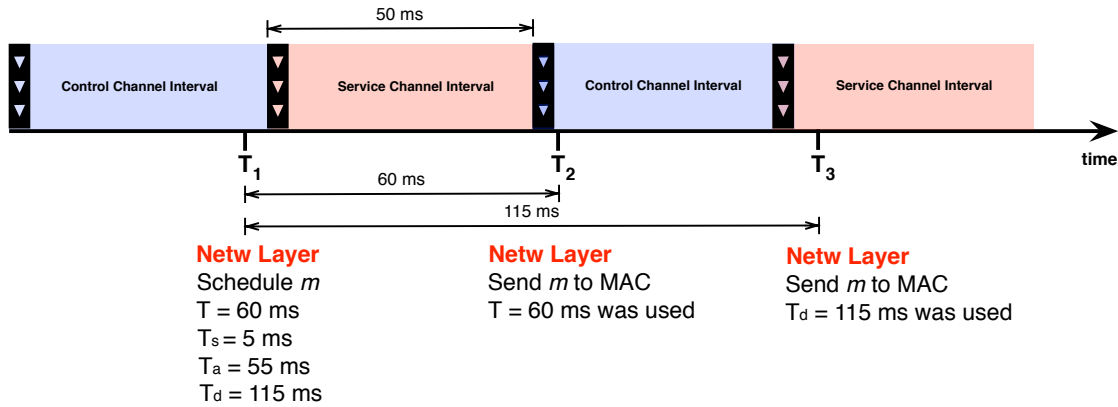 50 ms
Control Channel Interval
Service Channel Interval
Control Channel Interval
Service Channel Interval
T1
T2
T3
time
60 ms
115 ms
Netw Layer
Schedule m
T = 60 ms
Ts = 5 ms
Ta = 55 ms
Td = 115 ms
Netw Layer
Send m to MAC
T = 60 ms was used
Netw Layer
Send m to MAC
Td = 115 ms was used